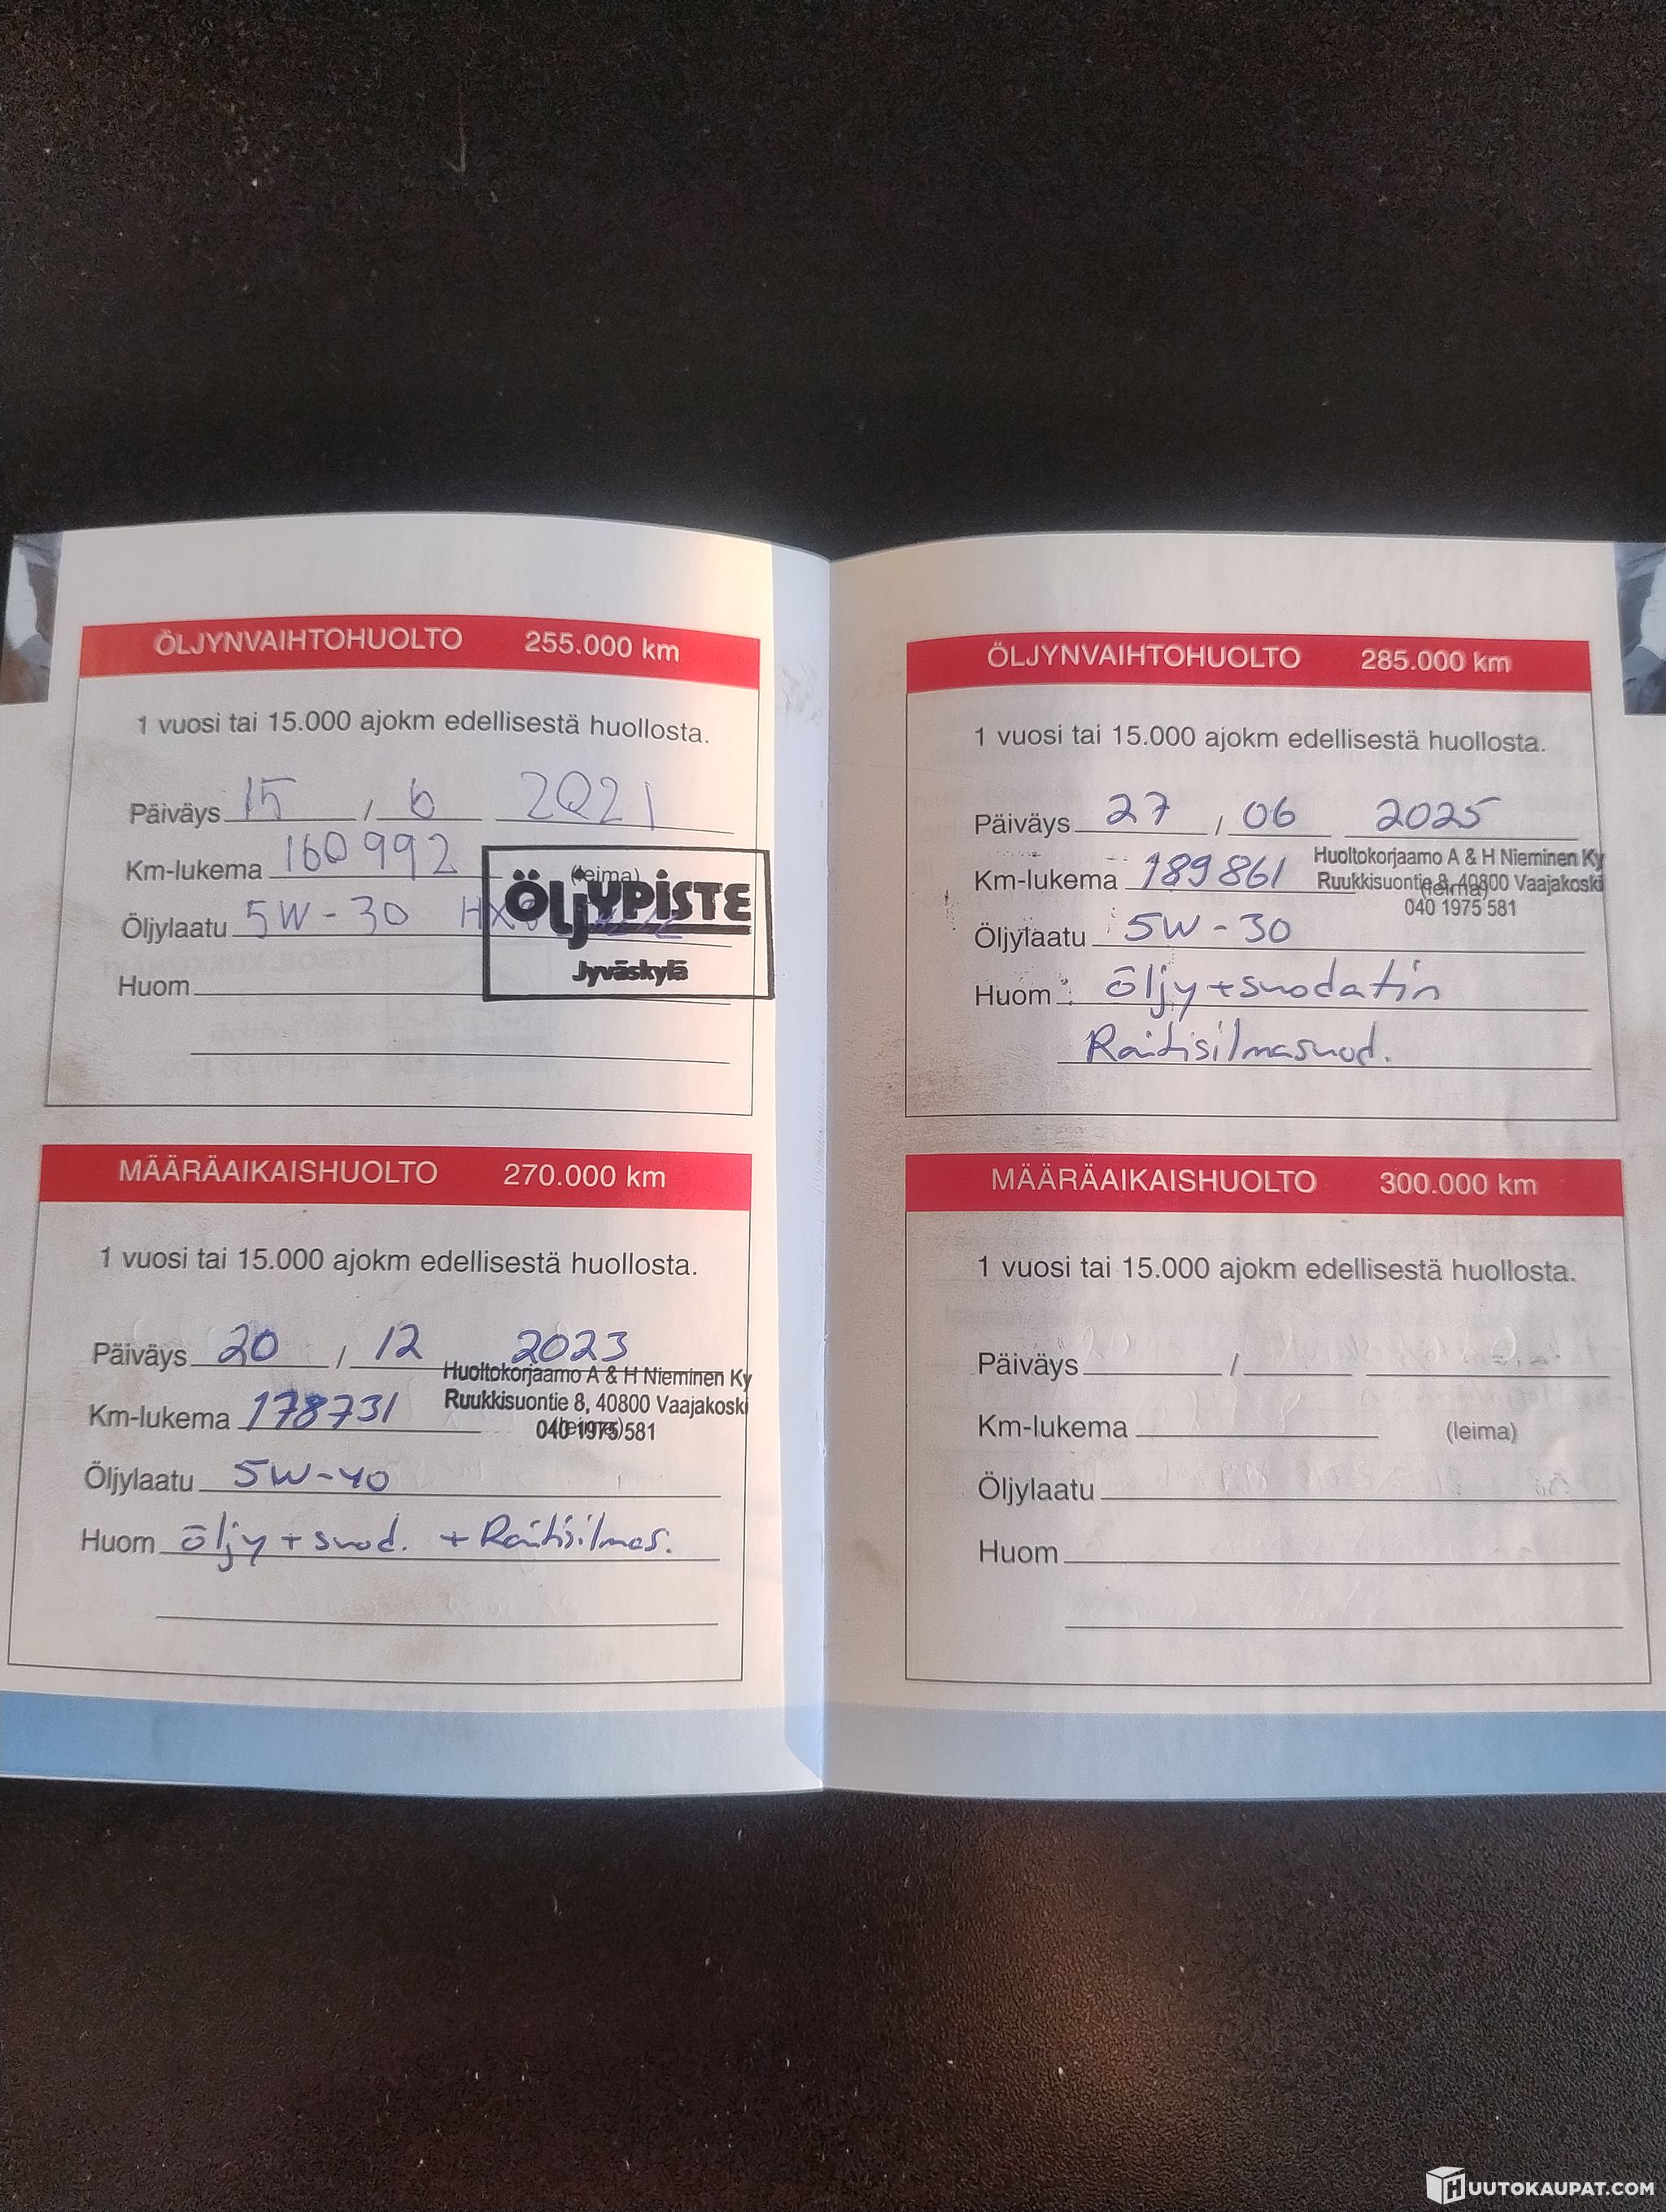 ÖLJYNVAIHTOHUOLTO 255.000 km
1 vuosi tai 15.000 ajokm edellisestä huollosta.
Päiväys 15 / 6 2021
Km-lukema 160992 (leima)
Öljylaatu 5W-30
ÖLJYPISTE
Jyväskylä
Huom
MÄÄRÄAIKAISHUOLTO 270.000 km
1 vuosi tai 15.000 ajokm edellisestä huollosta.
Päiväys 20 / 12 2023
Huoltokorjaamo A & H Nieminen Ky
Km-lukema 178731 Ruukkisuontie 8, 40800 Vaajakoski
(leima)
040 1975 581
Öljylaatu 5W-40
Huom öljy + suod. + Raitisilmas.
ÖLJYNVAIHTOHUOLTO 285.000 km
1 vuosi tai 15.000 ajokm edellisestä huollosta.
Päiväys 27 / 06 2025
Huoltokorjaamo A & H Nieminen Ky
Km-lukema 189861 Ruukkisuontie 8, 40800 Vaajakoski
(leima)
040 1975 581
Öljylaatu 5W-30
Huom öljy + suodatin
Raitisilmasuod.
MÄÄRÄAIKAISHUOLTO 300.000 km
1 vuosi tai 15.000 ajokm edellisestä huollosta.
Päiväys /
Km-lukema (leima)
Öljylaatu
Huom
HUUTOKAUPAT.COM